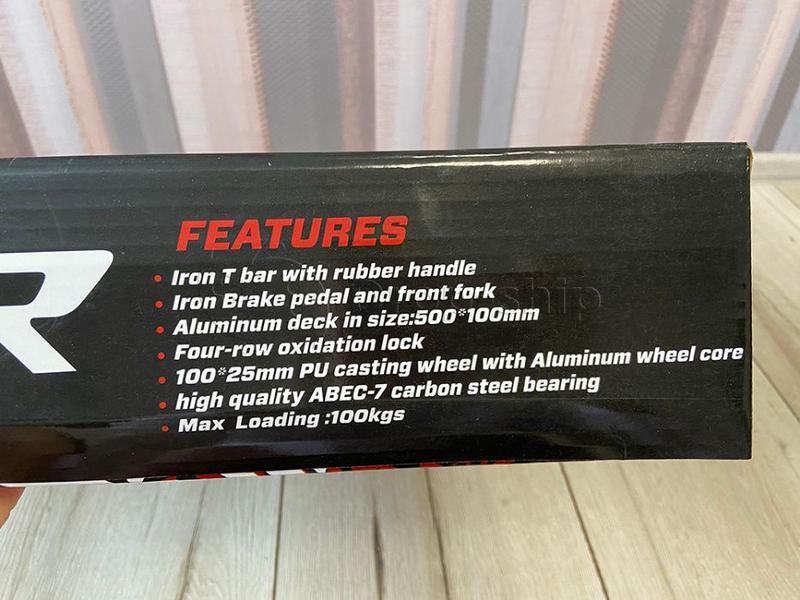 R
FEATURES
• Iron T bar with rubber handle
• Iron Brake pedal and front fork
• Aluminum deck in size:500*100mm
• Four-row oxidation lock
• 100*25mm PU casting wheel with Aluminum wheel core
• high quality ABEC-7 carbon steel bearing
• Max Loading :100kgs